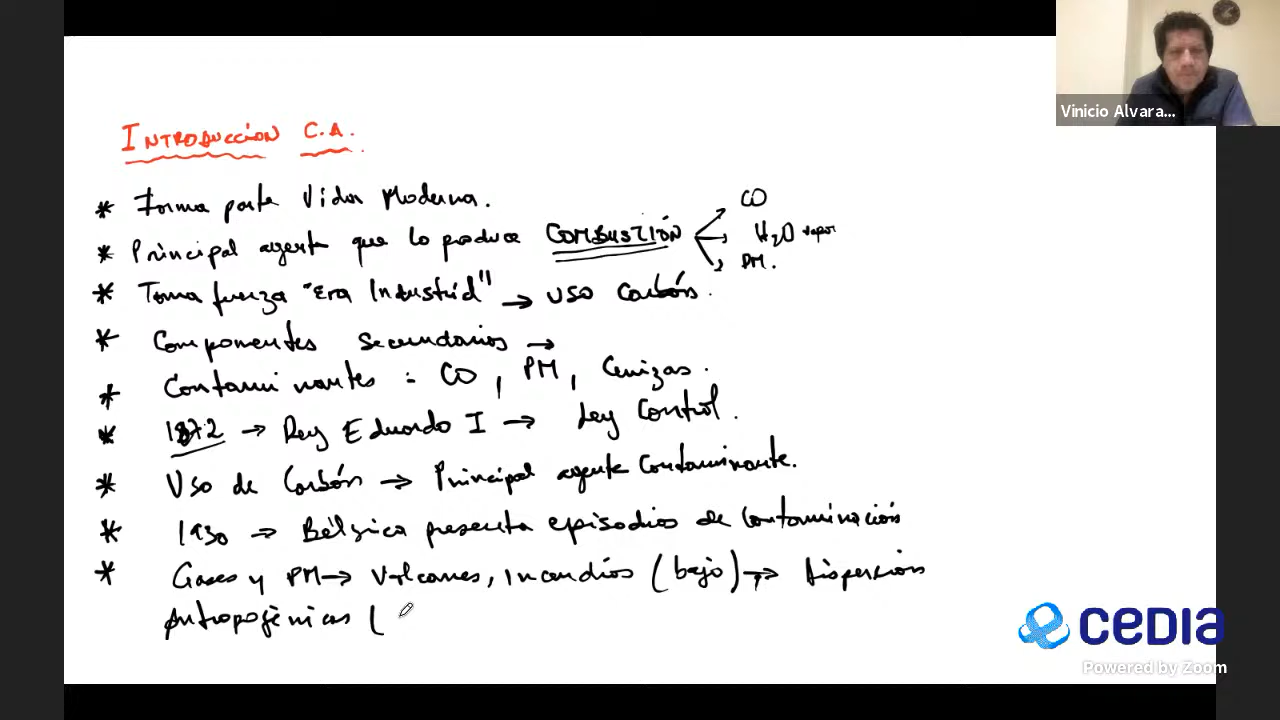 INTRODUCCION C.A.
* Forma parte Vida Moderna.
* Principal agente que lo produce COMBUSTIÓN → CO
→ H2O vapor
→ PM.
* Toma fuerza "Era Industrial" → USO Carbón.
* Componentes Secundarios →
* Contaminantes : CO, PM, Cenizas.
* → Rey Eduardo I → Ley Control.
* Uso de Carbón → Principal agente Contaminante.
* 1930 → Bélgica presenta episodios de Contaminación
* Gases y PM → Volcanes, Incendios (bajo) → Dispersión
Antropogénicas (
Vinicio Alvara...
CEDIA
Powered by Zoom